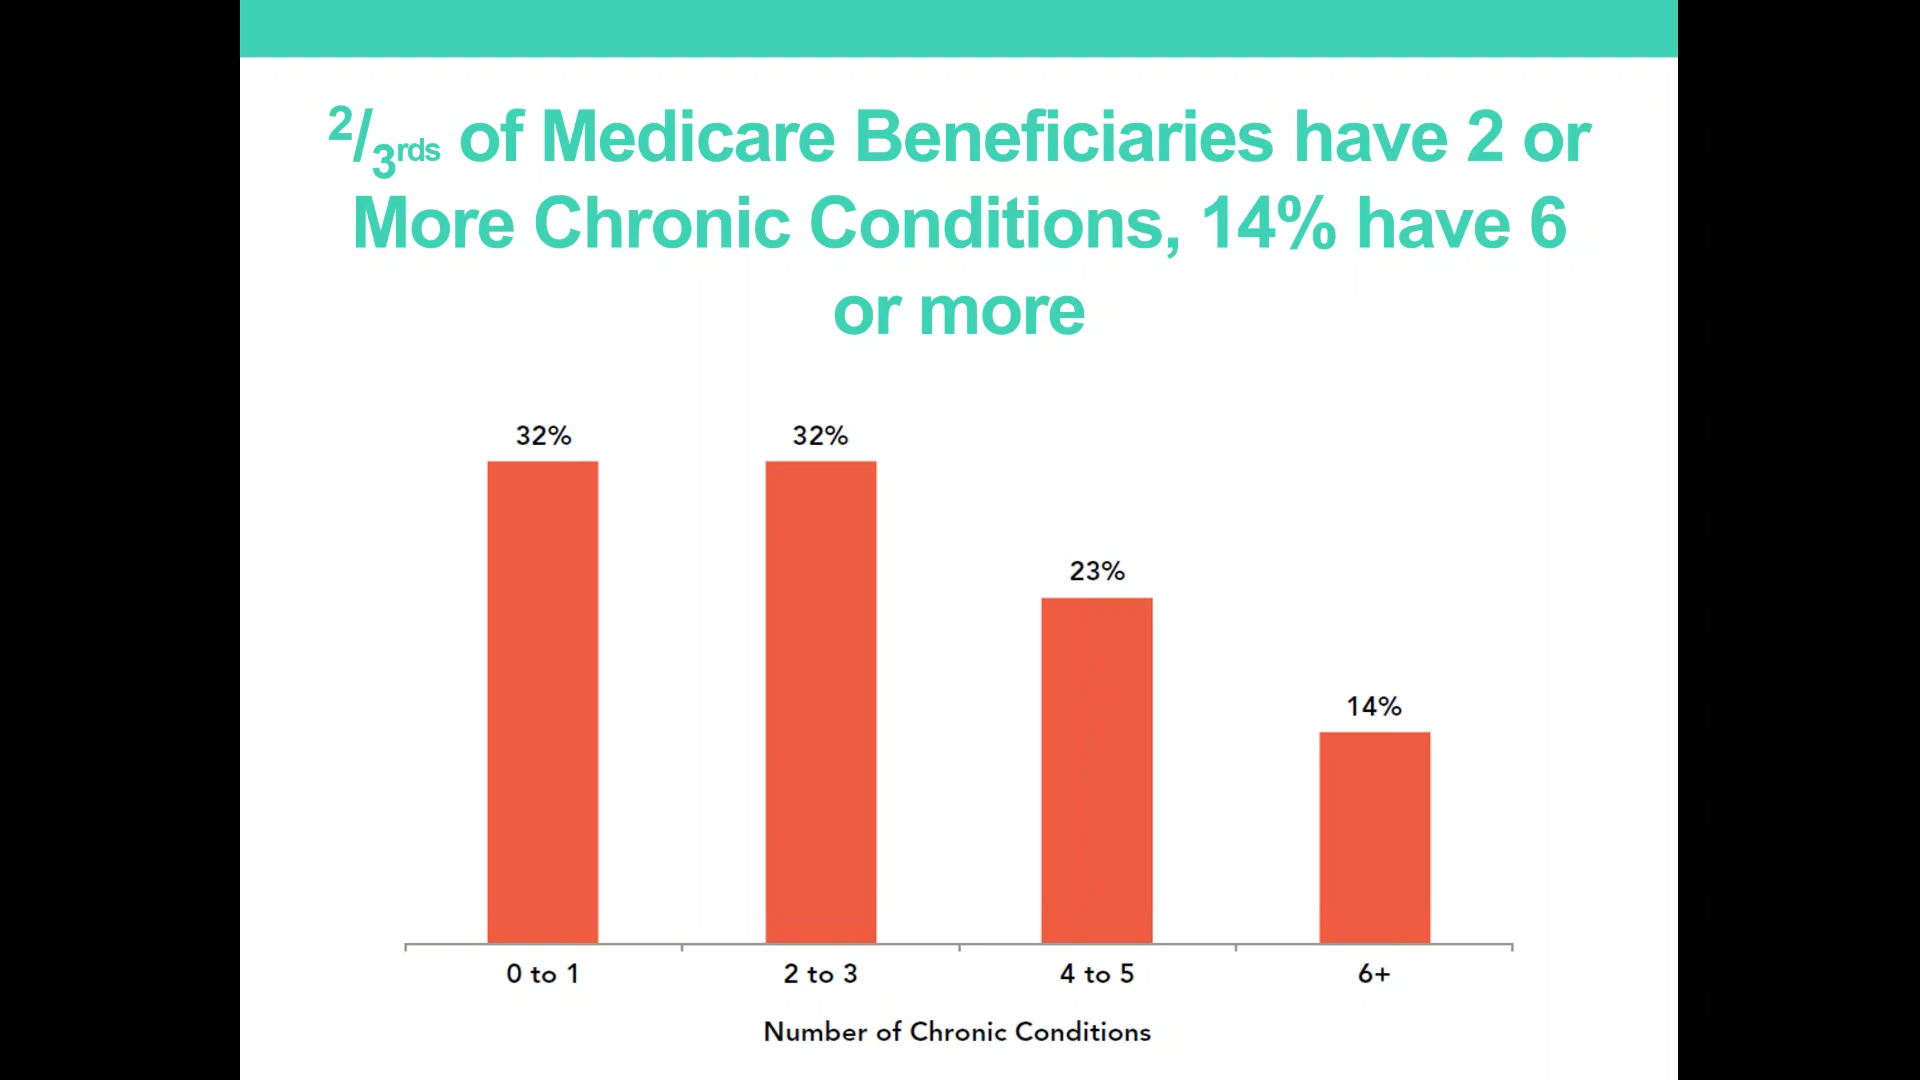 2/3rds of Medicare Beneficiaries have 2 or
More Chronic Conditions, 14% have 6
or more
32%
32%
23%
14%
0 to 1
2 to 3
4 to 5
6+
Number of Chronic Conditions